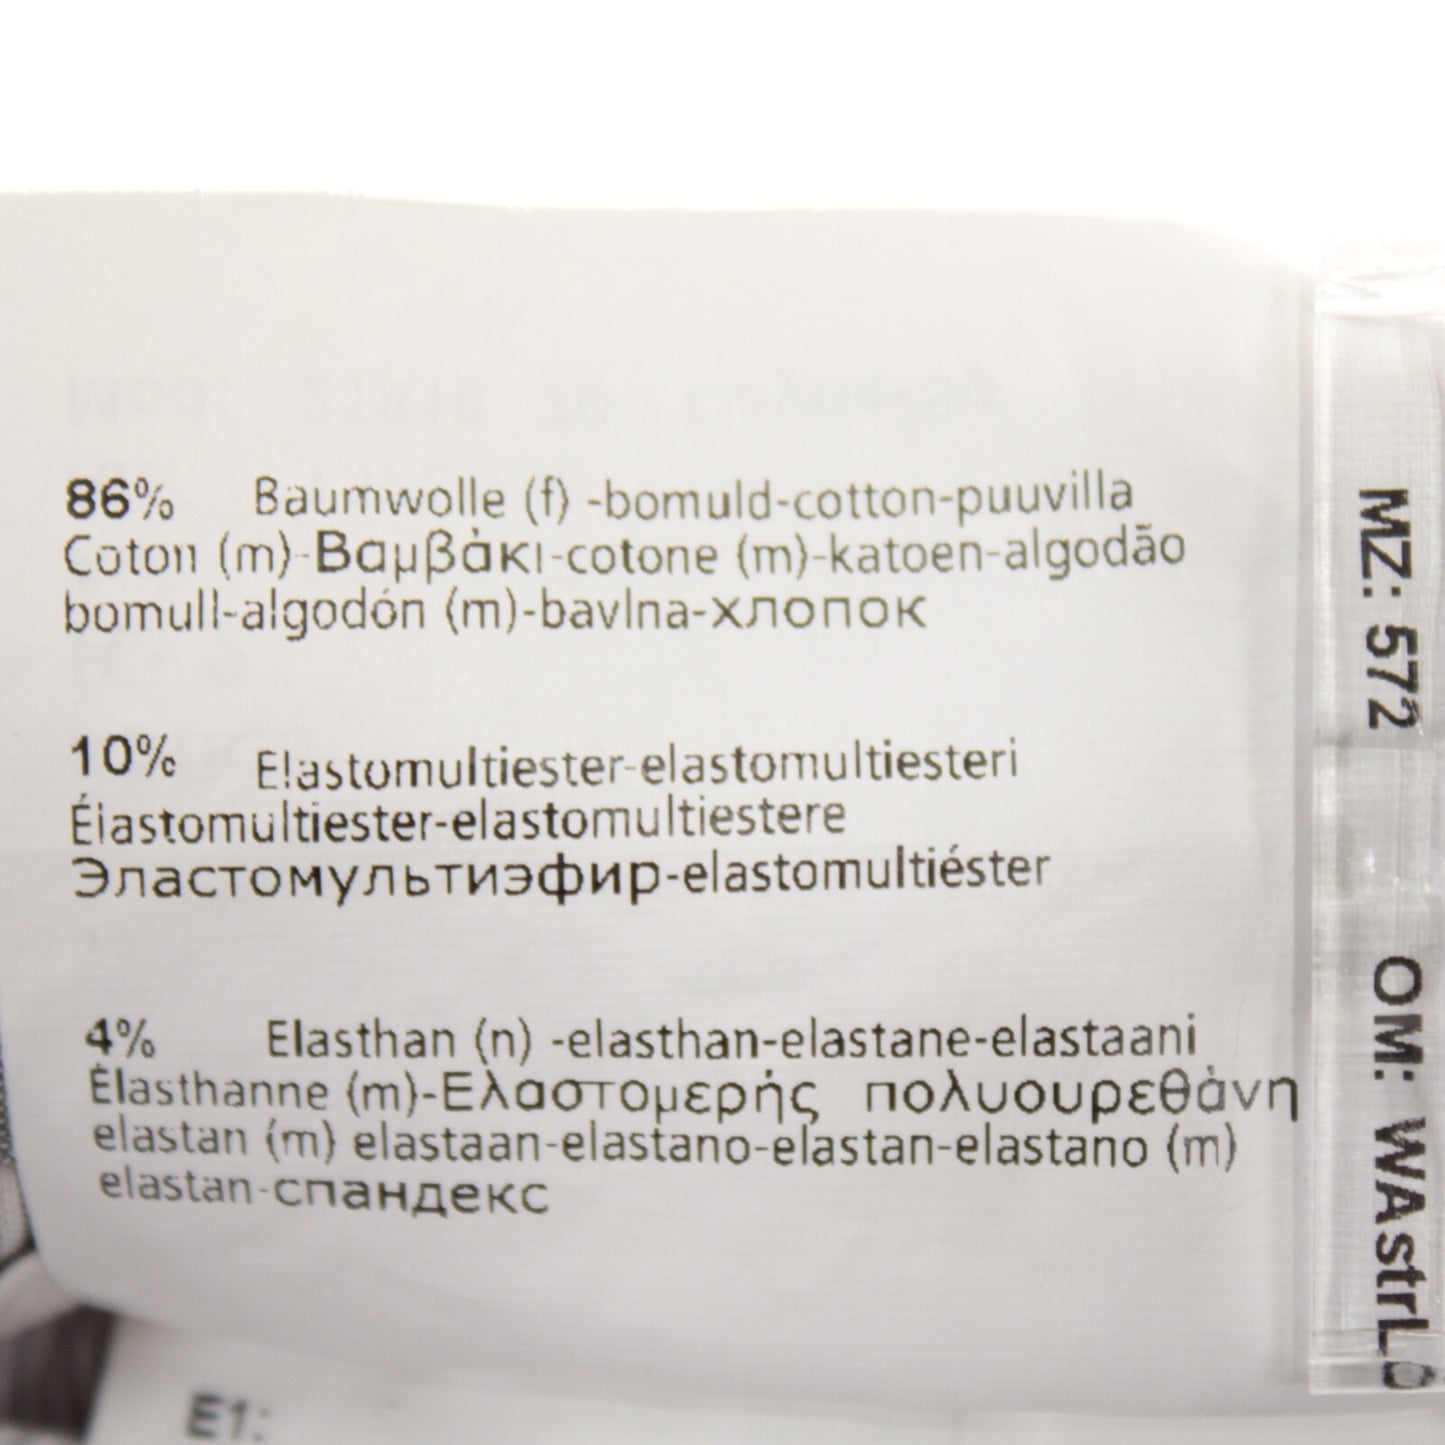 86% Baumwolle (f) -bomuld-cotton-puuvilla
Coton (m)-Βαμβάκι-cotone (m)-katoen-algodão
bomull-algodón (m)-bavlna-хлопок
10% Elastomultiester-elastomultiesteri
Élastomultiester-elastomultiestere
Эластомультиэфир-elastomultiéster
4% Elasthan (n) -elasthan-elastane-elastaani
Élasthanne (m)-Ελαστομερής πολυουρεθάνη
elastan (m) elastaan-elastano-elastan-elastano (m)
elastan-спандекс
MZ: 572 OM: WAstrLö
E1: